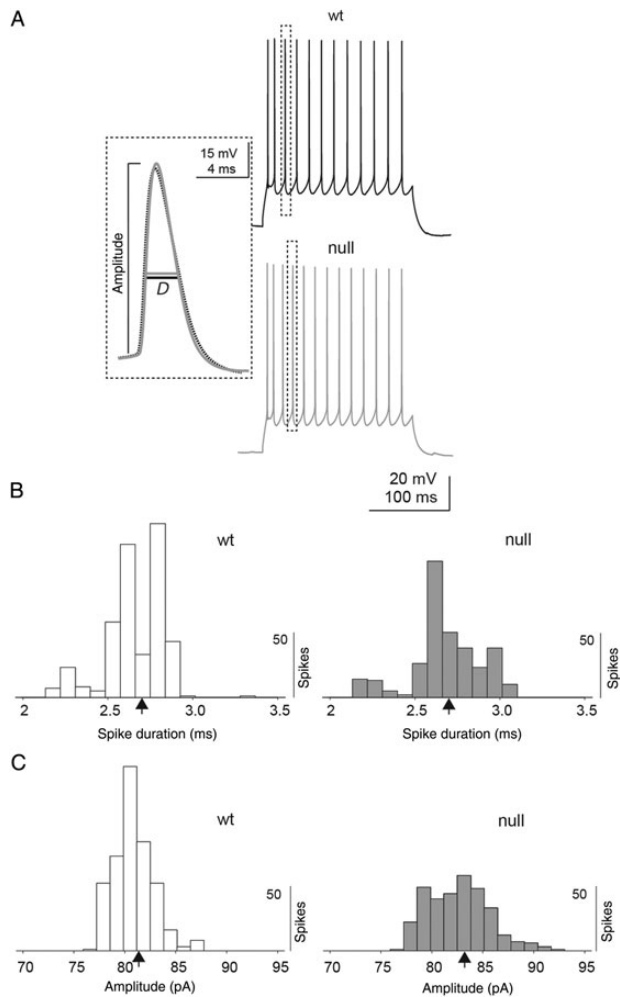 A
wt
15 mV
4 ms
Amplitude
D
null
20 mV
100 ms
B
wt
null
50
Spikes
50
Spikes
2 2.5 3.0 3.5
2 2.5 3.0 3.5
Spike duration (ms)
Spike duration (ms)
C
wt
null
50
Spikes
50
Spikes
70 75 80 85 90 95
70 75 80 85 90 95
Amplitude (pA)
Amplitude (pA)